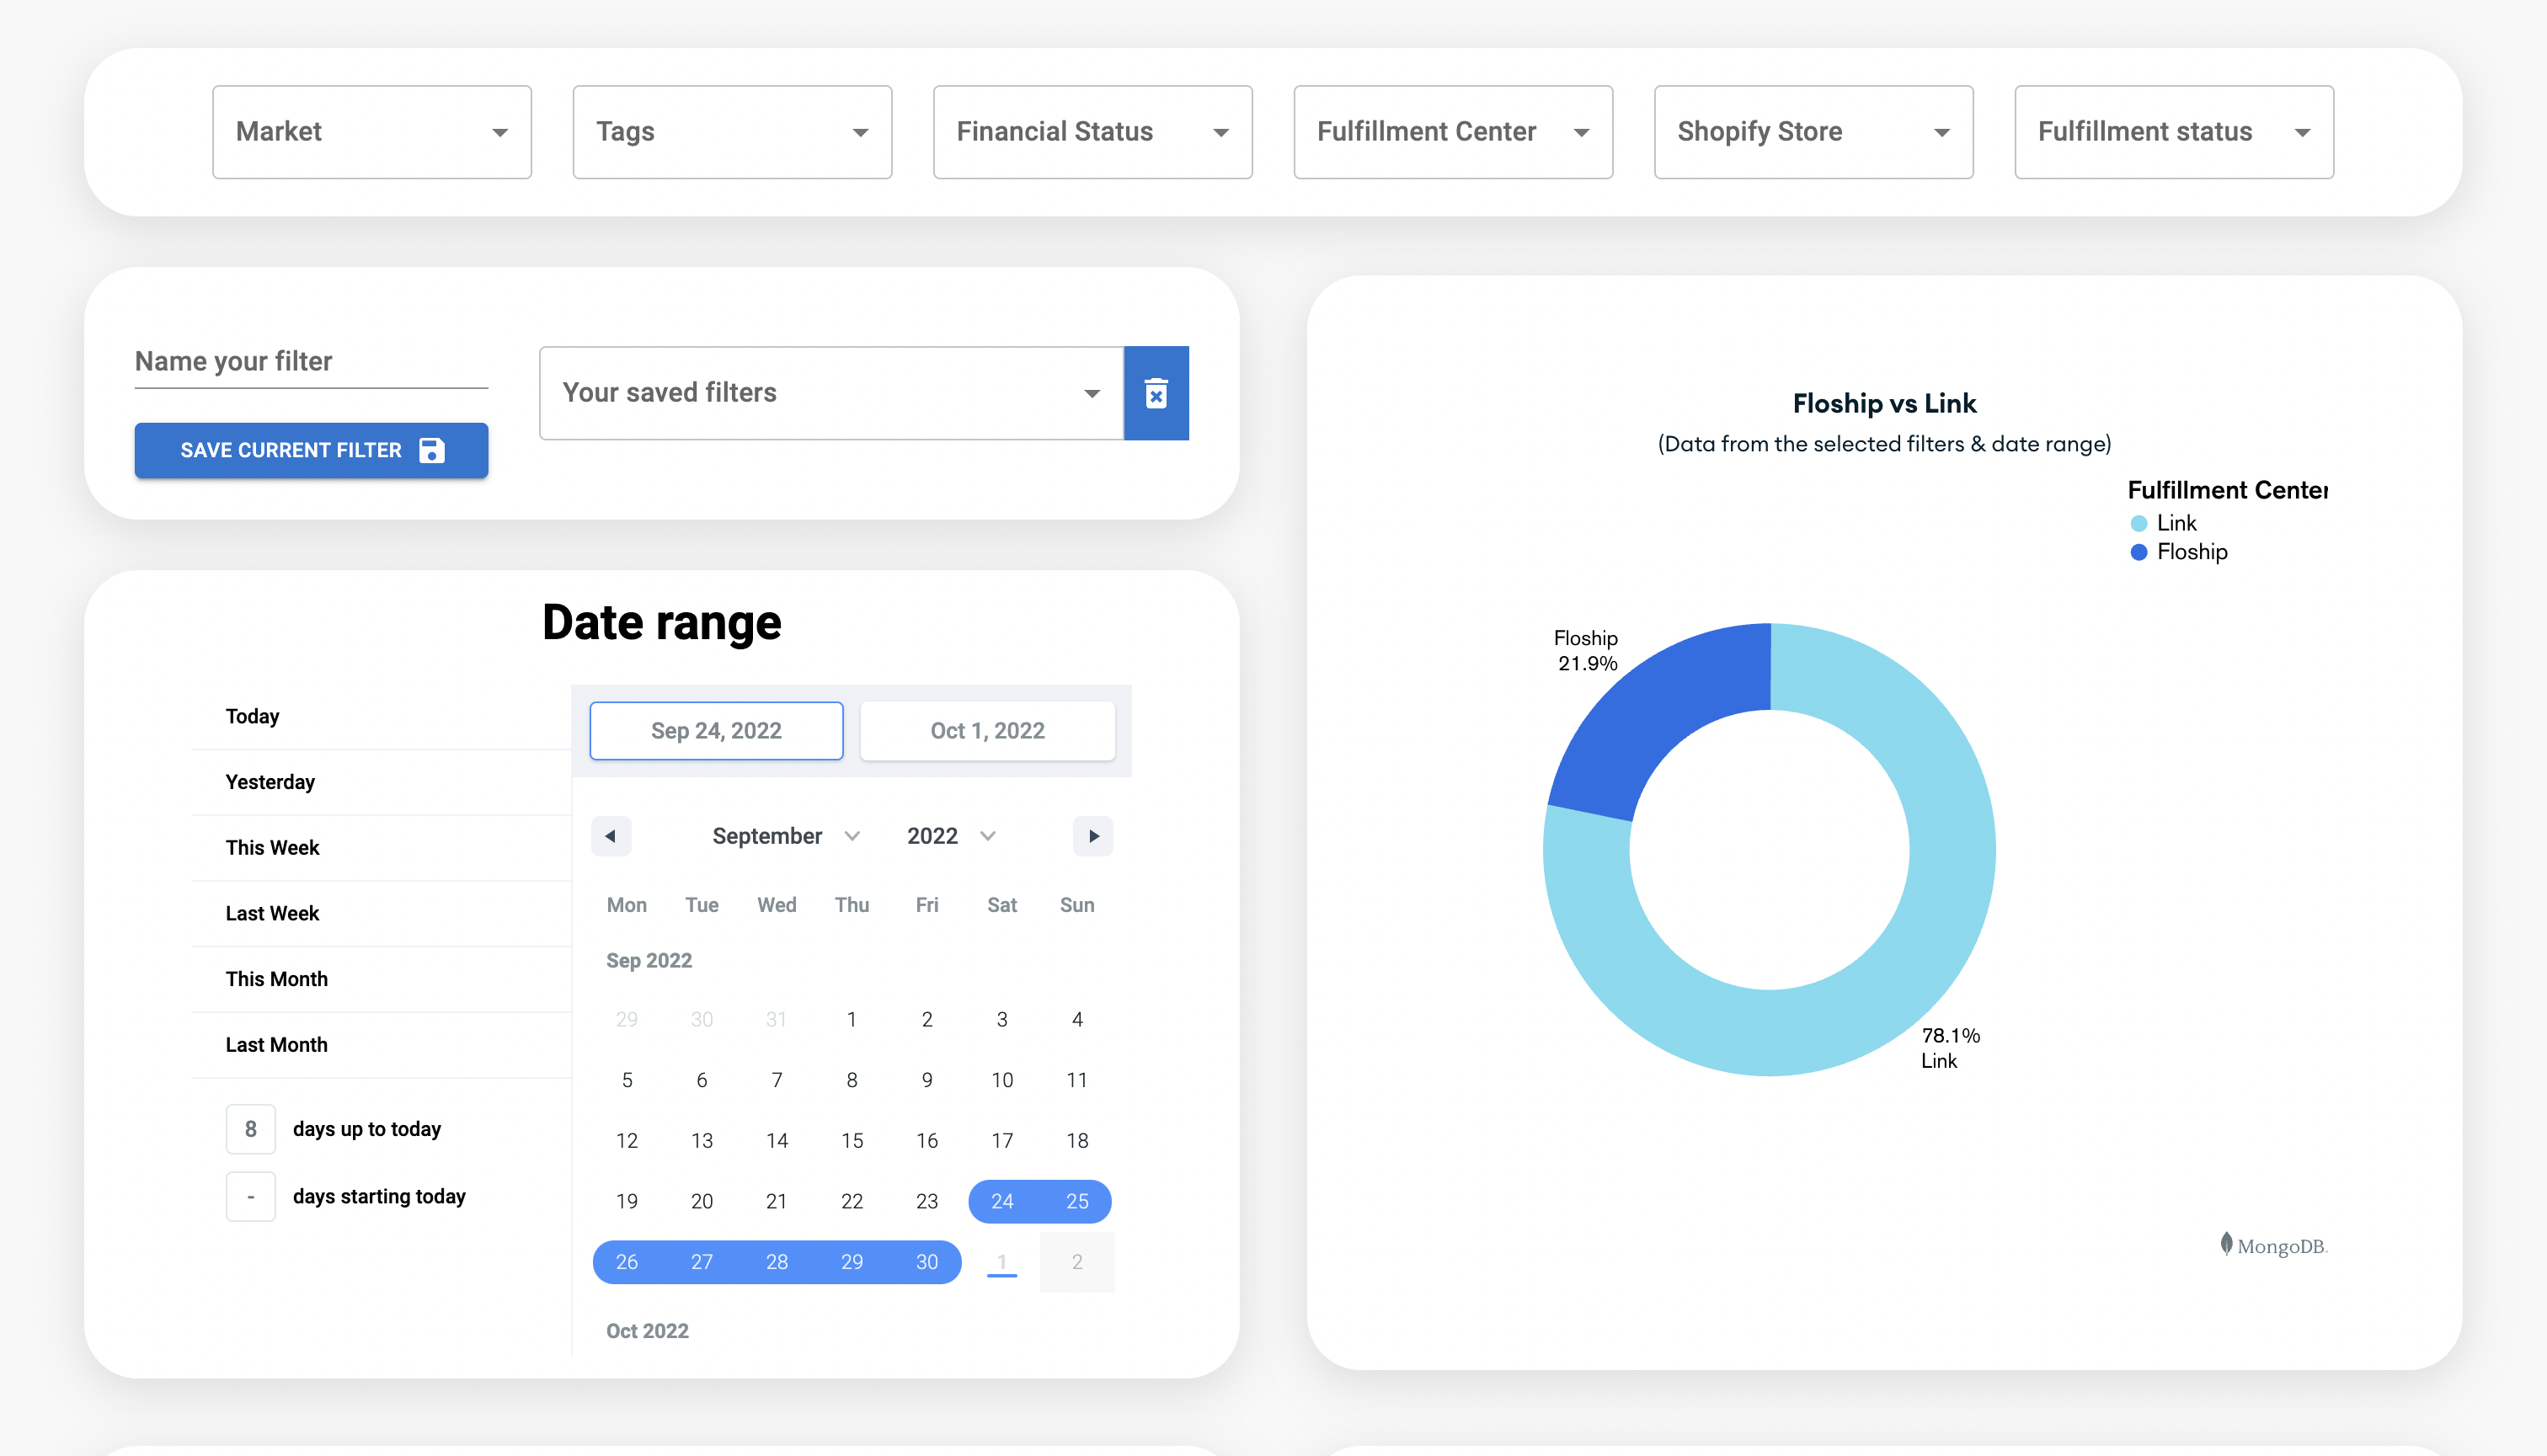 Market
Tags
Financial Status
Fulfillment Center
Shopify Store
Fulfillment status
Name your filter
SAVE CURRENT FILTER
Your saved filters
Date range
Today
Yesterday
This Week
Last Week
This Month
Last Month
8 days up to today
- days starting today
Sep 24, 2022
Oct 1, 2022
September 2022
Mon Tue Wed Thu Fri Sat Sun
Sep 2022
29 30 31 1 2 3 4
5 6 7 8 9 10 11
12 13 14 15 16 17 18
19 20 21 22 23 24 25
26 27 28 29 30 1 2
Oct 2022
Floship vs Link
(Data from the selected filters & date range)
Fulfillment Center
Link
Floship
Floship
21.9%
78.1%
Link
MongoDB.